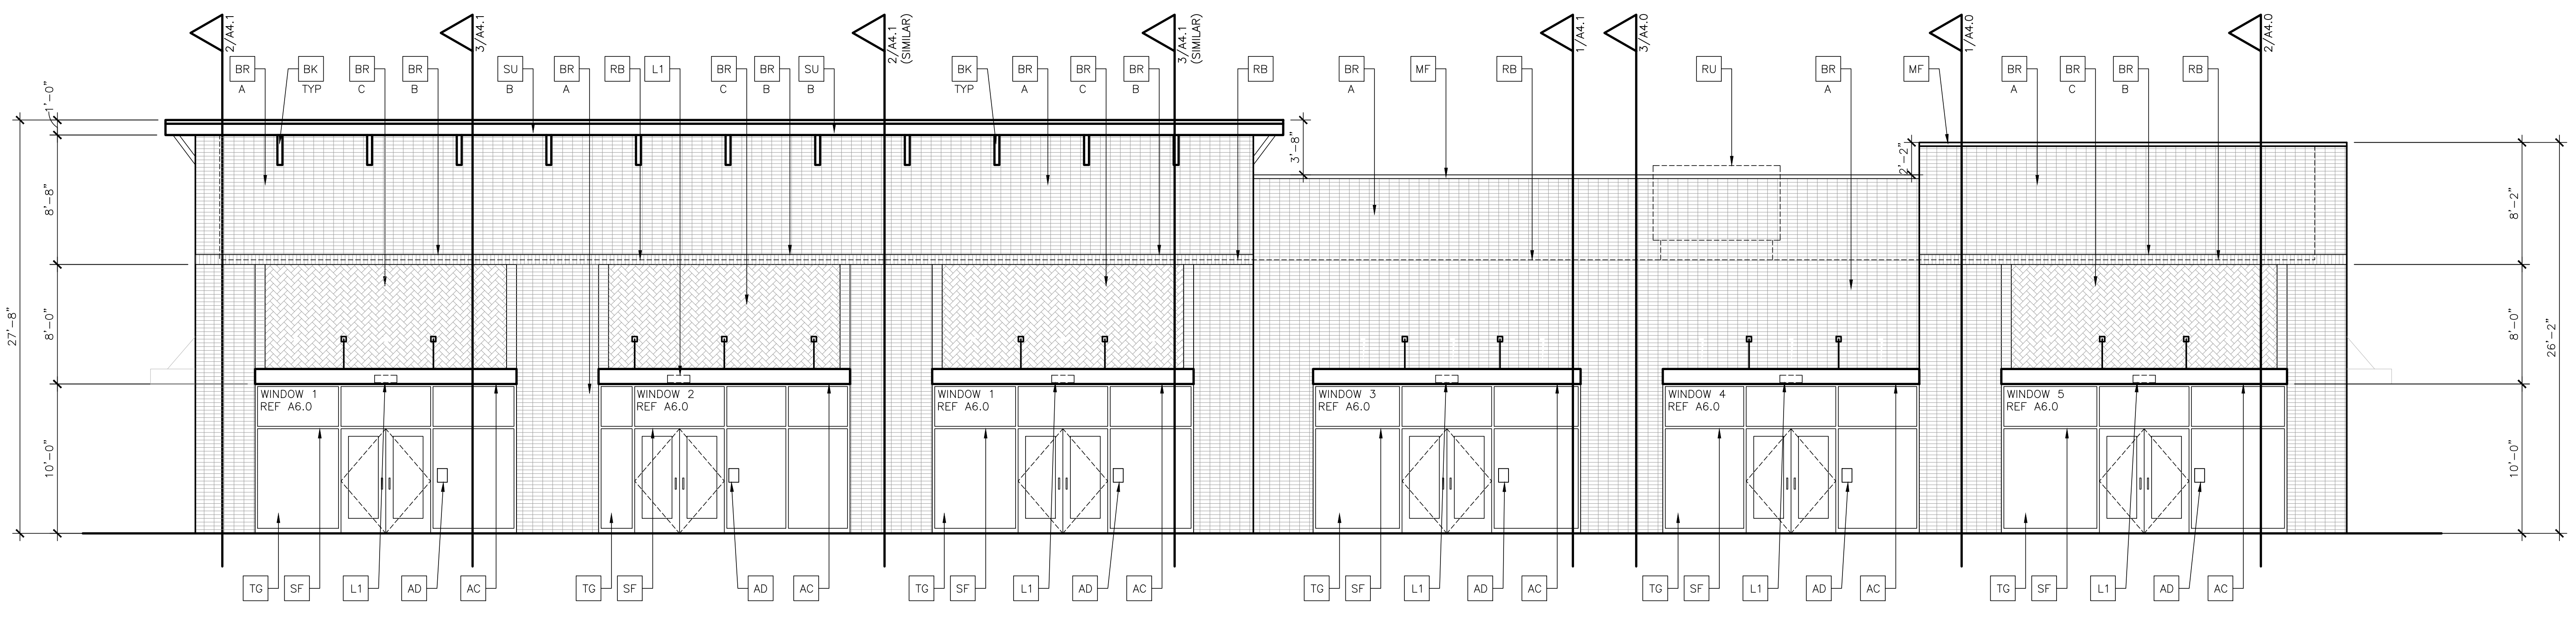 2/A4.1
3/A4.1
2/A4.1
(SIMILAR)
3/A4.1
(SIMILAR)
1/A4.1
3/A4.0
1/A4.0
2/A4.0
BR
A
BK
TYP
BR
C
BR
B
SU
B
BR
A
RB
L1
BR
C
BR
B
SU
B
BK
TYP
BR
A
BR
C
BR
B
RB
BR
A
MF
RB
RU
BR
A
MF
BR
A
BR
C
BR
B
RB
1'-0"
8'-8"
8'-0"
10'-0"
27'-8"
3'-8"
2'-2"
8'-2"
8'-0"
10'-0"
26'-2"
WINDOW 1
REF A6.0
WINDOW 2
REF A6.0
WINDOW 1
REF A6.0
WINDOW 3
REF A6.0
WINDOW 4
REF A6.0
WINDOW 5
REF A6.0
TG
SF
L1
AD
AC
TG
SF
AD
AC
TG
SF
L1
AD
AC
TG
SF
L1
AD
AC
TG
SF
L1
AD
AC
TG
SF
L1
AD
AC